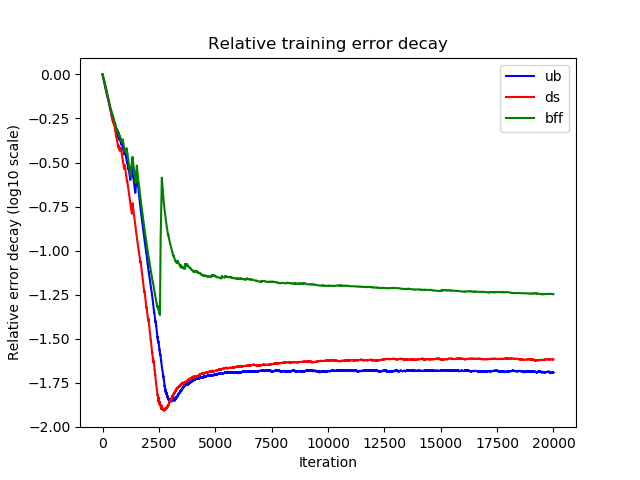 Relative training error decay
Relative error decay (log10 scale)
0.00
−0.25
−0.50
−0.75
−1.00
−1.25
−1.50
−1.75
−2.00
ub
ds
bff
0 2500 5000 7500 10000 12500 15000 17500 20000
Iteration